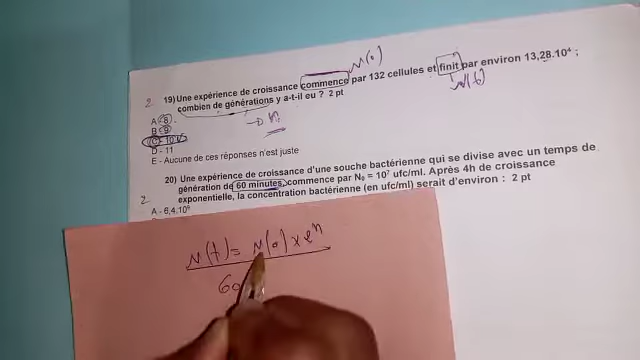 N(0)
2 19) Une expérience de croissance commence par 132 cellules et finit par environ 13,28.10⁴ ;
combien de générations y a-t-il eu ? 2 pt
N(t)
A - 8
→ n
B - 9
C - 10
D - 11
E - Aucune de ces réponses n'est juste
20) Une expérience de croissance d'une souche bactérienne qui se divise avec un temps de
génération de 60 minutes, commence par N₀ = 10⁷ ufc/ml. Après 4h de croissance
exponentielle, la concentration bactérienne (en ufc/ml) serait d'environ : 2 pt
2
A - 6,4.10⁹
N(t) = N(0) x e^n
60